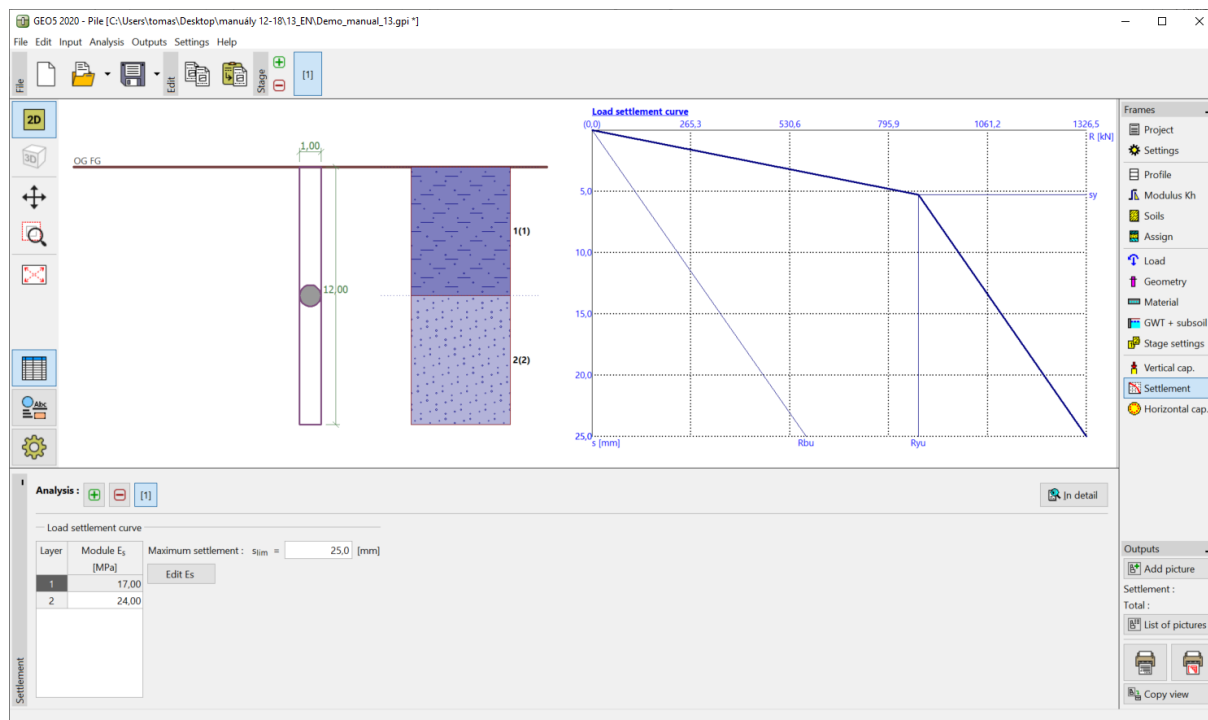 GEO5 2020 - Pile [C:\Users\tomas\Desktop\manuály 12-18\13_EN\Demo_manual_13.gpi *]
File Edit Input Analysis Outputs Settings Help
File
Edit
Stage
[1]
2D
3D
OG FG
1,00
12,00
1(1)
2(2)
Load settlement curve
(0,0) 265,3 530,6 795,9 1061,2 1326,5
R [kN]
5,0
sy
10,0
15,0
20,0
25,0
s [mm] Rbu Ryu
Frames
Project
Settings
Profile
Modulus Kh
Soils
Assign
Load
Geometry
Material
GWT + subsoil
Stage settings
Vertical cap.
Settlement
Horizontal cap.
Abc
Settlement
Analysis : [1]
In detail
Load settlement curve
Layer Module Es Maximum settlement : slim = 25,0 [mm]
[MPa] Edit Es
1 17,00
2 24,00
Outputs
Add picture
Settlement :
Total :
List of pictures
Copy view